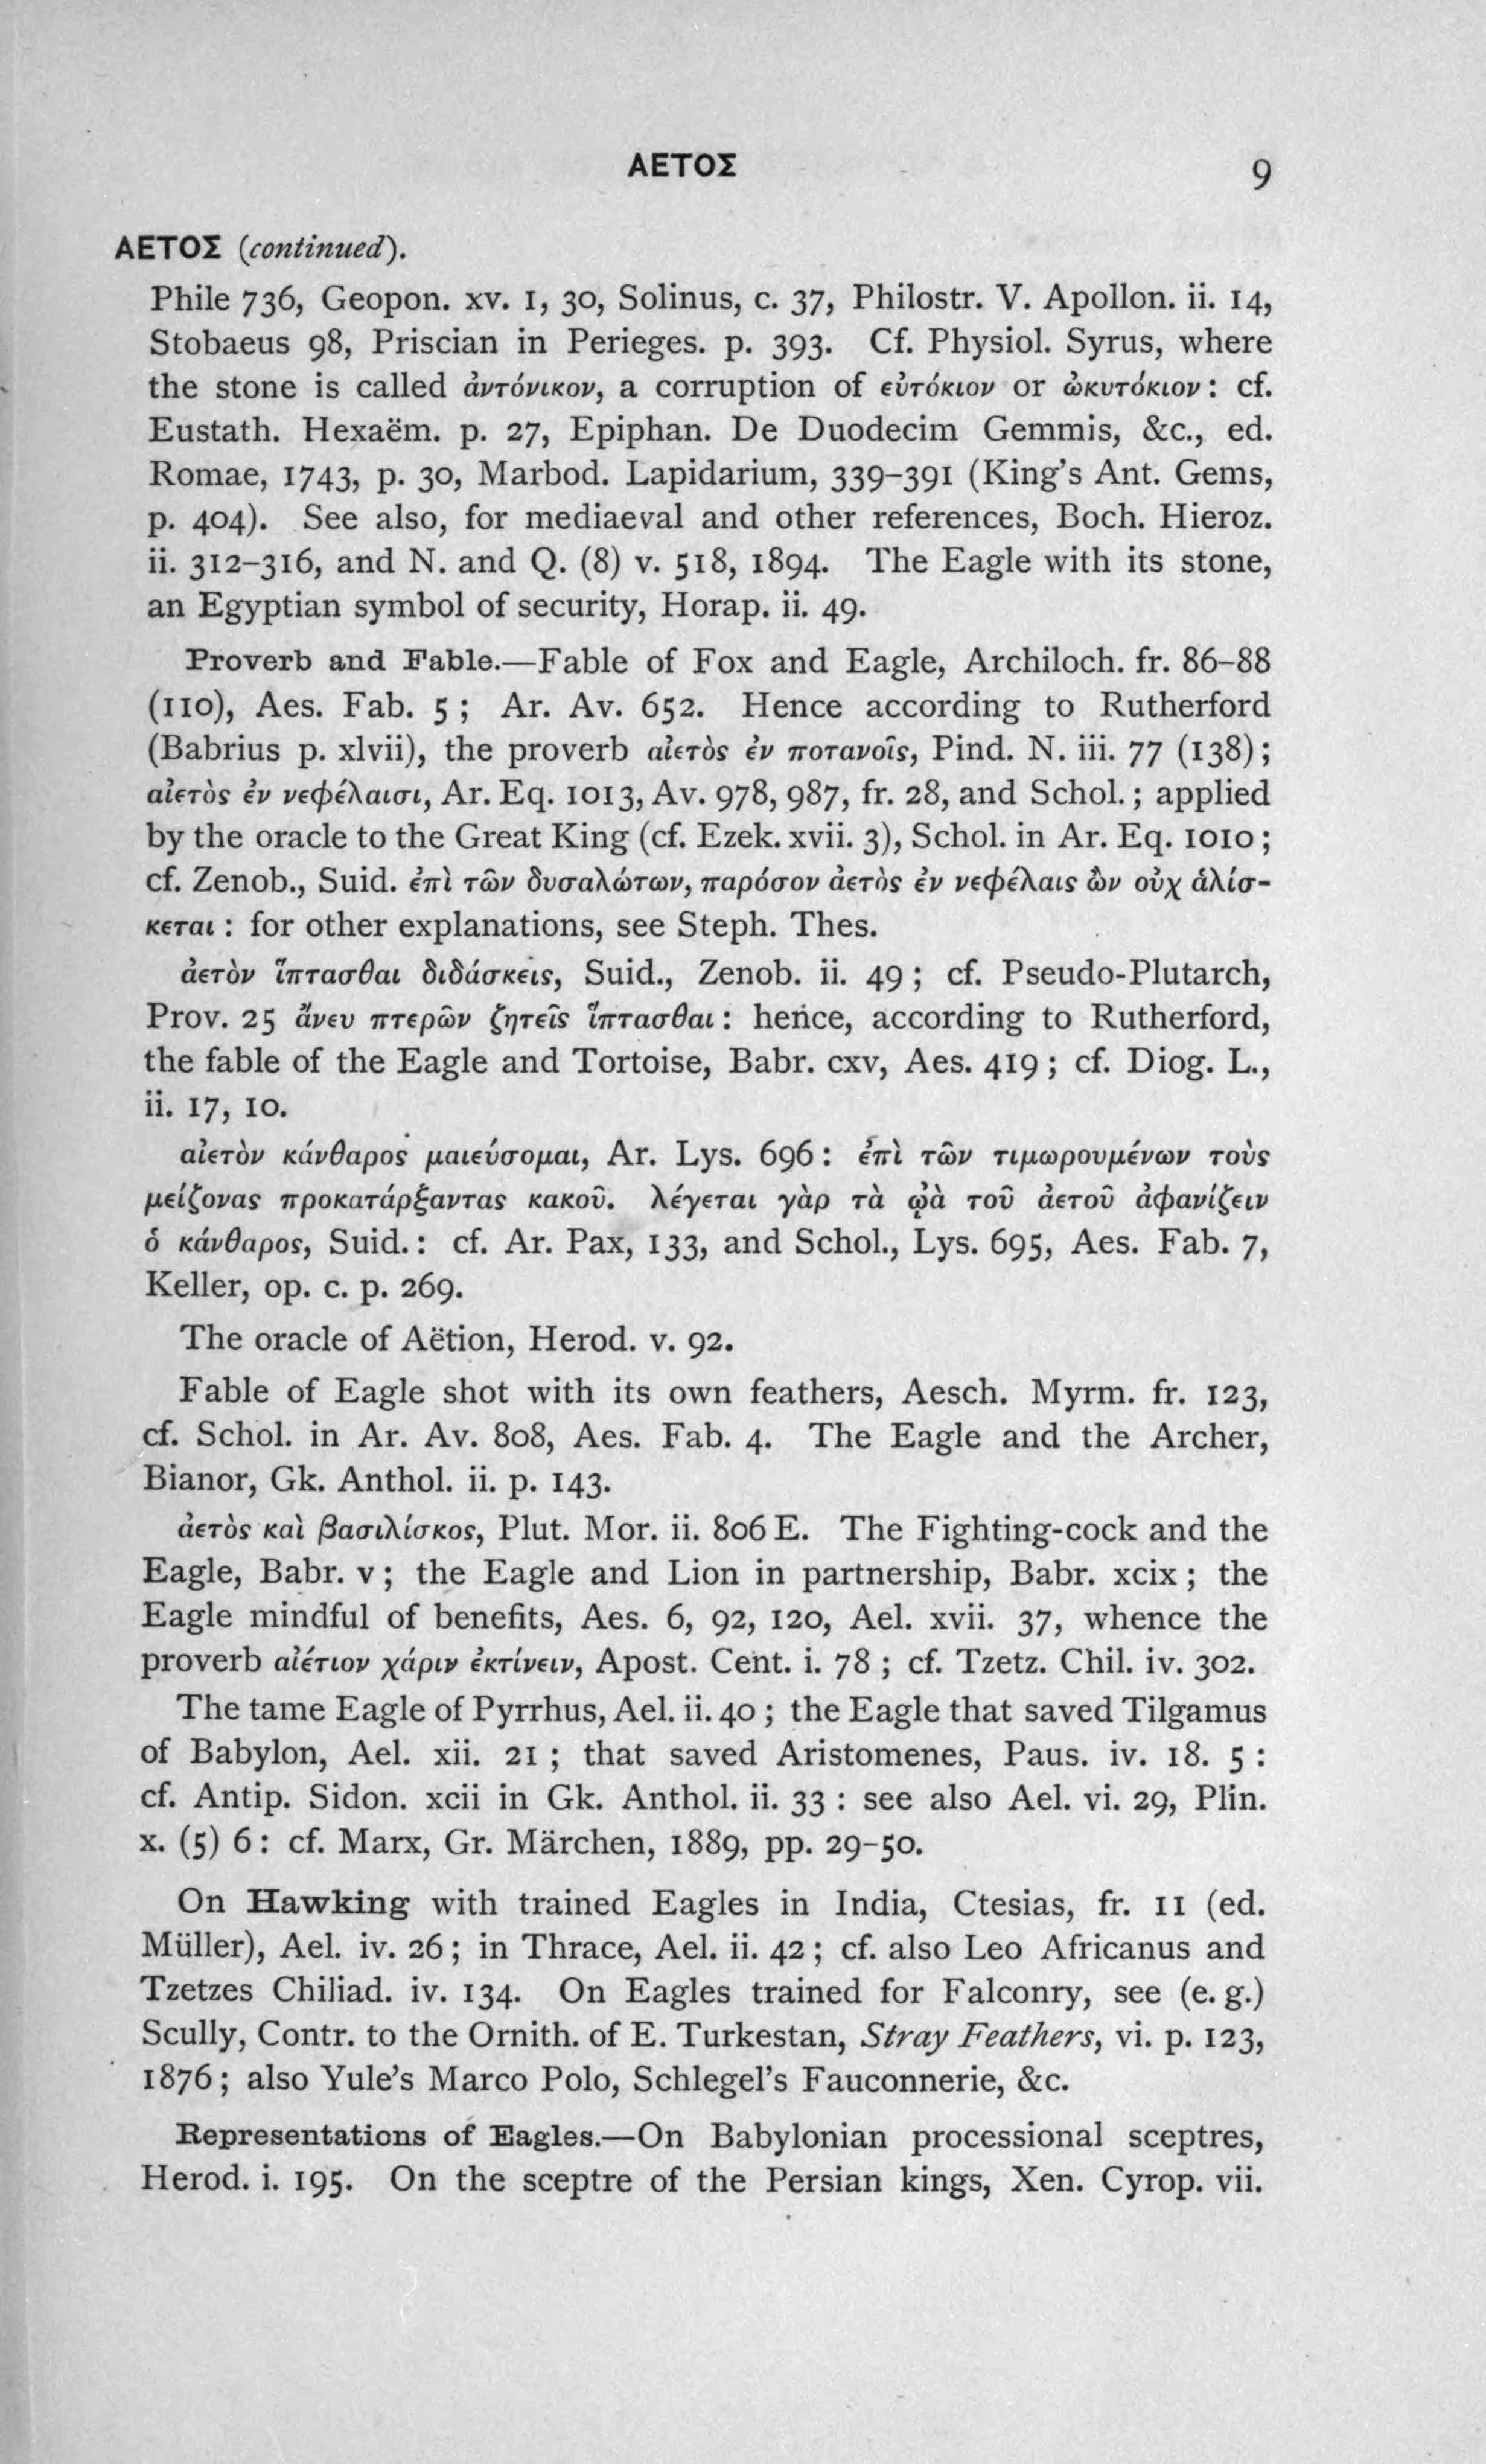 ΑΕΤΟΣ 9
ΑΕΤΟΣ (continued).
Phile 736, Geopon. xv. 1, 30, Solinus, c. 37, Philostr. V. Apollon. ii. 14,
Stobaeus 98, Priscian in Perieges. p. 393. Cf. Physiol. Syrus, where
the stone is called ἀντόνικον, a corruption of εὐτόκιον or ὠκυτόκιον: cf.
Eustath. Hexaëm. p. 27, Epiphan. De Duodecim Gemmis, &c., ed.
Romae, 1743, p. 30, Marbod. Lapidarium, 339–391 (King's Ant. Gems,
p. 404). See also, for mediaeval and other references, Boch. Hieroz.
ii. 312–316, and N. and Q. (8) v. 518, 1894. The Eagle with its stone,
an Egyptian symbol of security, Horap. ii. 49.
Proverb and Fable.—Fable of Fox and Eagle, Archiloch. fr. 86–88
(110), Aes. Fab. 5; Ar. Av. 652. Hence according to Rutherford
(Babrius p. xlvii), the proverb αἰετὸς ἐν ποτανοῖς, Pind. N. iii. 77 (138);
αἰετὸς ἐν νεφέλαισι, Ar. Eq. 1013, Av. 978, 987, fr. 28, and Schol.; applied
by the oracle to the Great King (cf. Ezek. xvii. 3), Schol. in Ar. Eq. 1010;
cf. Zenob., Suid. ἐπὶ τῶν δυσαλώτων, παρόσον ἀετὸς ἐν νεφέλαις ὢν οὐχ ἁλίσ-
κεται: for other explanations, see Steph. Thes.
ἀετὸν ἵπτασθαι διδάσκεις, Suid., Zenob. ii. 49; cf. Pseudo-Plutarch,
Prov. 25 ἄνευ πτερῶν ζητεῖς ἵπτασθαι: hence, according to Rutherford,
the fable of the Eagle and Tortoise, Babr. cxv, Aes. 419; cf. Diog. L.,
ii. 17, 10.
αἰετὸν κάνθαρος μαιεύσομαι, Ar. Lys. 696: ἐπὶ τῶν τιμωρουμένων τοὺς
μείζονας προκατάρξαντας κακοῦ. λέγεται γὰρ τὰ ᾠὰ τοῦ ἀετοῦ ἀφανίζειν
ὁ κάνθαρος, Suid.: cf. Ar. Pax, 133, and Schol., Lys. 695, Aes. Fab. 7,
Keller, op. c. p. 269.
The oracle of Aëtion, Herod. v. 92.
Fable of Eagle shot with its own feathers, Aesch. Myrm. fr. 123,
cf. Schol. in Ar. Av. 808, Aes. Fab. 4. The Eagle and the Archer,
Bianor, Gk. Anthol. ii. p. 143.
ἀετὸς καὶ βασιλίσκος, Plut. Mor. ii. 806 E. The Fighting-cock and the
Eagle, Babr. v; the Eagle and Lion in partnership, Babr. xcix; the
Eagle mindful of benefits, Aes. 6, 92, 120, Ael. xvii. 37, whence the
proverb αἰέτιον χάριν ἐκτίνειν, Apost. Cent. i. 78; cf. Tzetz. Chil. iv. 302.
The tame Eagle of Pyrrhus, Ael. ii. 40; the Eagle that saved Tilgamus
of Babylon, Ael. xii. 21; that saved Aristomenes, Paus. iv. 18. 5:
cf. Antip. Sidon. xcii in Gk. Anthol. ii. 33: see also Ael. vi. 29, Plin.
x. (5) 6: cf. Marx, Gr. Märchen, 1889, pp. 29–50.
On Hawking with trained Eagles in India, Ctesias, fr. 11 (ed.
Müller), Ael. iv. 26; in Thrace, Ael. ii. 42; cf. also Leo Africanus and
Tzetzes Chiliad. iv. 134. On Eagles trained for Falconry, see (e. g.)
Scully, Contr. to the Ornith. of E. Turkestan, Stray Feathers, vi. p. 123,
1876; also Yule's Marco Polo, Schlegel's Fauconnerie, &c.
Representations of Eagles.—On Babylonian processional sceptres,
Herod. i. 195. On the sceptre of the Persian kings, Xen. Cyrop. vii.